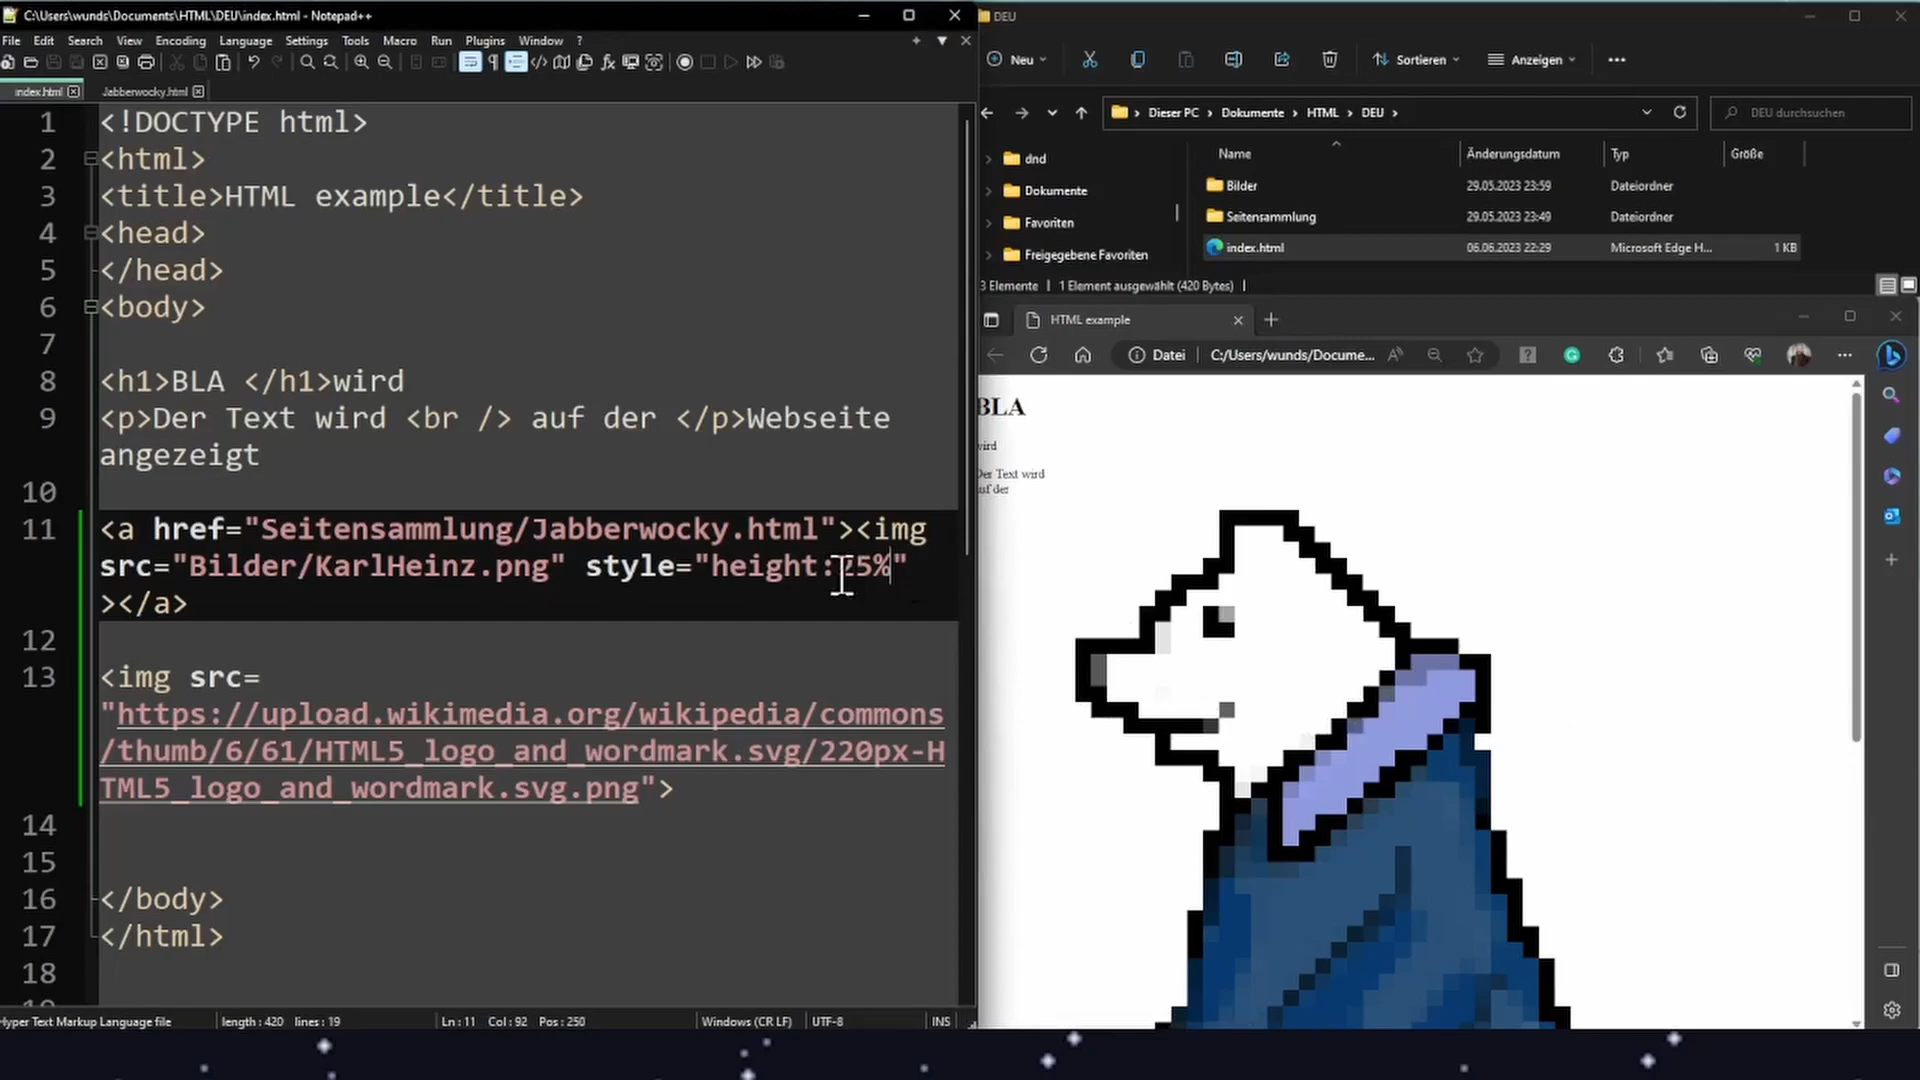 C:\Users\wunds\Documents\HTML\DEU\index.html - Notepad++
File Edit Search View Encoding Language Settings Tools Macro Run Plugins Window ?
index.html
Jabberwocky.html
1 <!DOCTYPE html>
2 <html>
3 <title>HTML example</title>
4 <head>
5 </head>
6 <body>
7
8 <h1>BLA </h1>wird
9 <p>Der Text wird <br /> auf der </p>Webseite
angezeigt
10
11 <a href="Seitensammlung/Jabberwocky.html"><img
src="Bilder/KarlHeinz.png" style="height:25%"
></a>
12
13 <img src=
"https://upload.wikimedia.org/wikipedia/commons
/thumb/6/61/HTML5_logo_and_wordmark.svg/220px-H
TML5_logo_and_wordmark.svg.png">
14
15
16 </body>
17 </html>
18
Hyper Text Markup Language file length : 420 lines : 19 Ln : 11 Col : 92 Pos : 250 Windows (CR LF) UTF-8 INS
DEU
Neu Sortieren Anzeigen
Dieser PC > Dokumente > HTML > DEU >
DEU durchsuchen
Name Änderungsdatum Typ Größe
dnd
Dokumente
Favoriten
Freigegebene Favoriten
Bilder 29.05.2023 23:59 Dateiordner
Seitensammlung 29.05.2023 23:49 Dateiordner
index.html 06.06.2023 22:29 Microsoft Edge H... 1 KB
3 Elemente 1 Element ausgewählt (420 Bytes)
HTML example
Datei C:/Users/wunds/Docume...
BLA
wird
Der Text wird
auf der